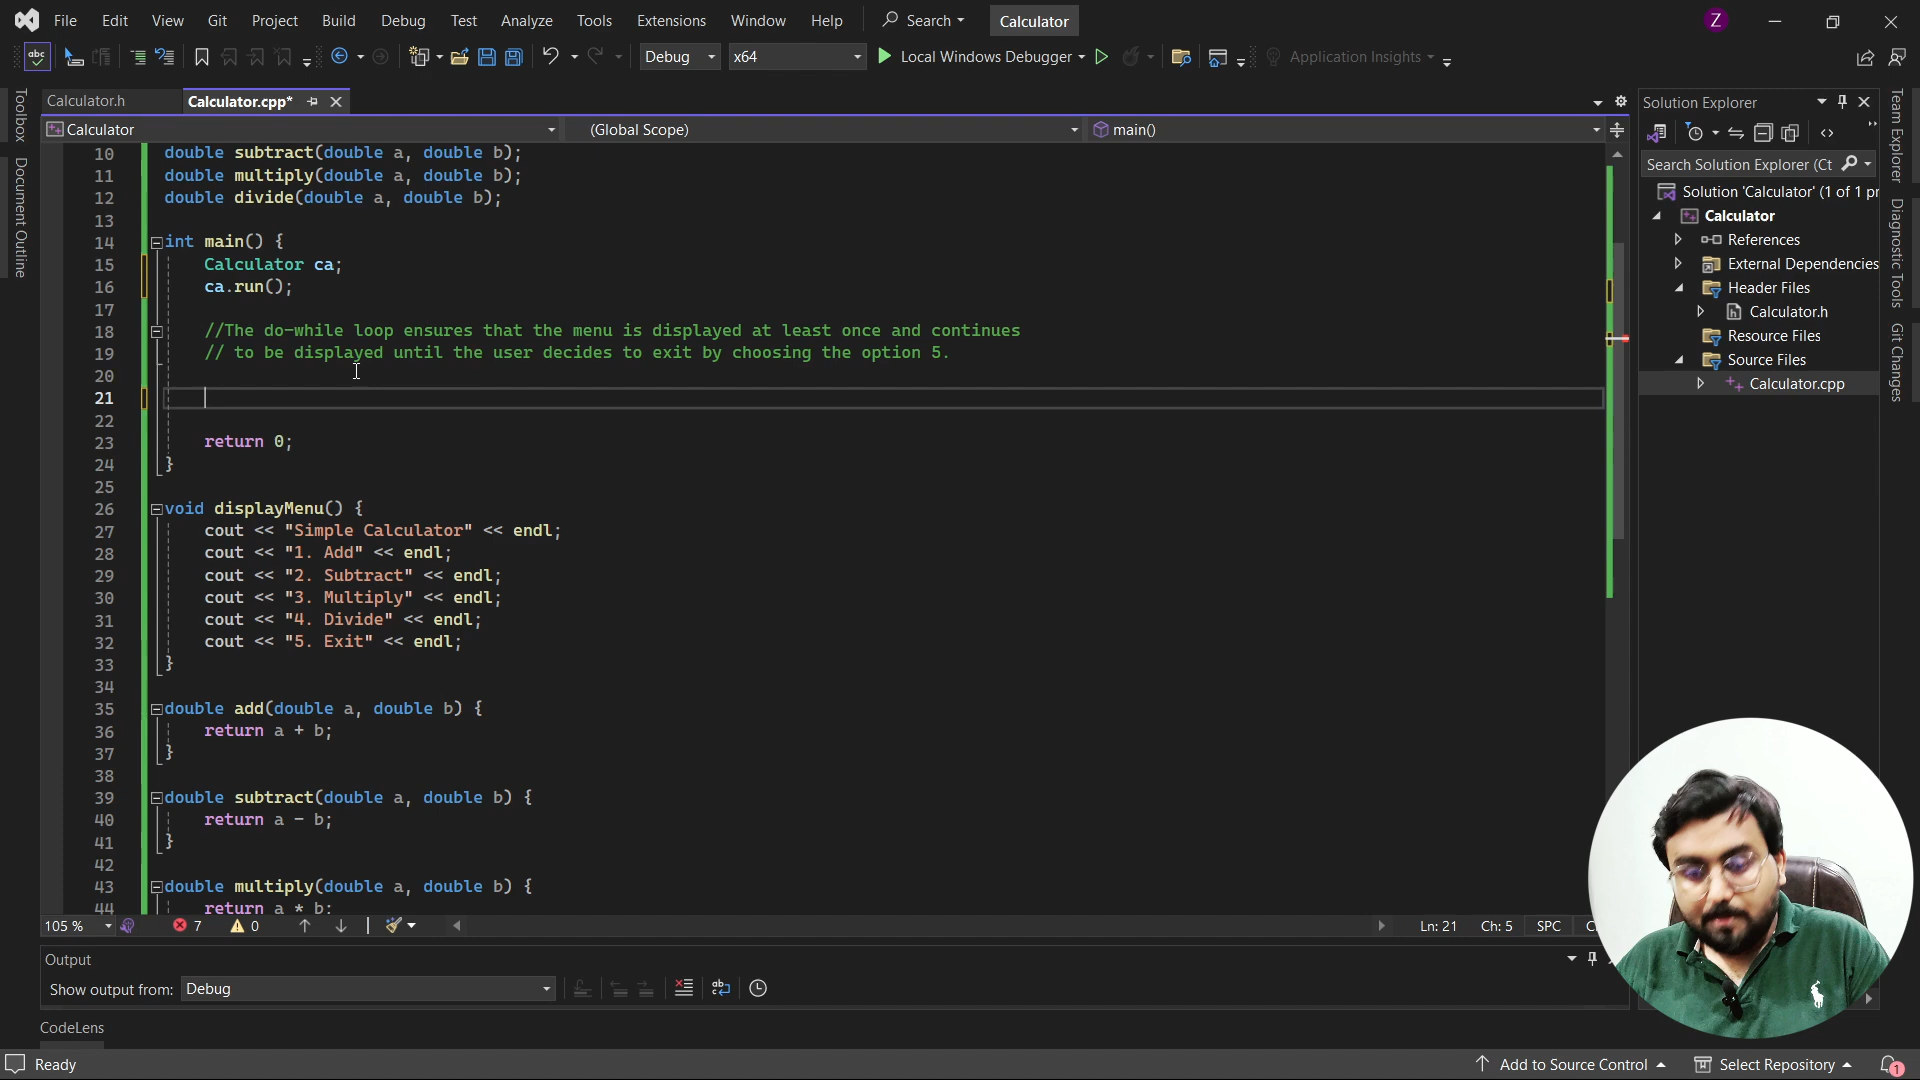 File Edit View Git Project Build Debug Test Analyze Tools Extensions Window Help Search Calculator Z
abc Debug x64 Local Windows Debugger Application Insights
Calculator.h Calculator.cpp*
Calculator (Global Scope) main()
10 double subtract(double a, double b);
11 double multiply(double a, double b);
12 double divide(double a, double b);
13
14 int main() {
15 Calculator ca;
16 ca.run();
17
18 //The do-while loop ensures that the menu is displayed at least once and continues
19 // to be displayed until the user decides to exit by choosing the option 5.
20
21
22
23 return 0;
24 }
25
26 void displayMenu() {
27 cout << "Simple Calculator" << endl;
28 cout << "1. Add" << endl;
29 cout << "2. Subtract" << endl;
30 cout << "3. Multiply" << endl;
31 cout << "4. Divide" << endl;
32 cout << "5. Exit" << endl;
33 }
34
35 double add(double a, double b) {
36 return a + b;
37 }
38
39 double subtract(double a, double b) {
40 return a - b;
41 }
42
43 double multiply(double a, double b) {
44 return a * b;
105 % 7 0 Ln: 21 Ch: 5 SPC
Output
Show output from: Debug
CodeLens
Ready Add to Source Control Select Repository 1
Toolbox
Document Outline
Solution Explorer
Search Solution Explorer (Ct
Solution 'Calculator' (1 of 1 pr
Calculator
References
External Dependencies
Header Files
Calculator.h
Resource Files
Source Files
Calculator.cpp
Team Explorer
Diagnostic Tools
Git Changes